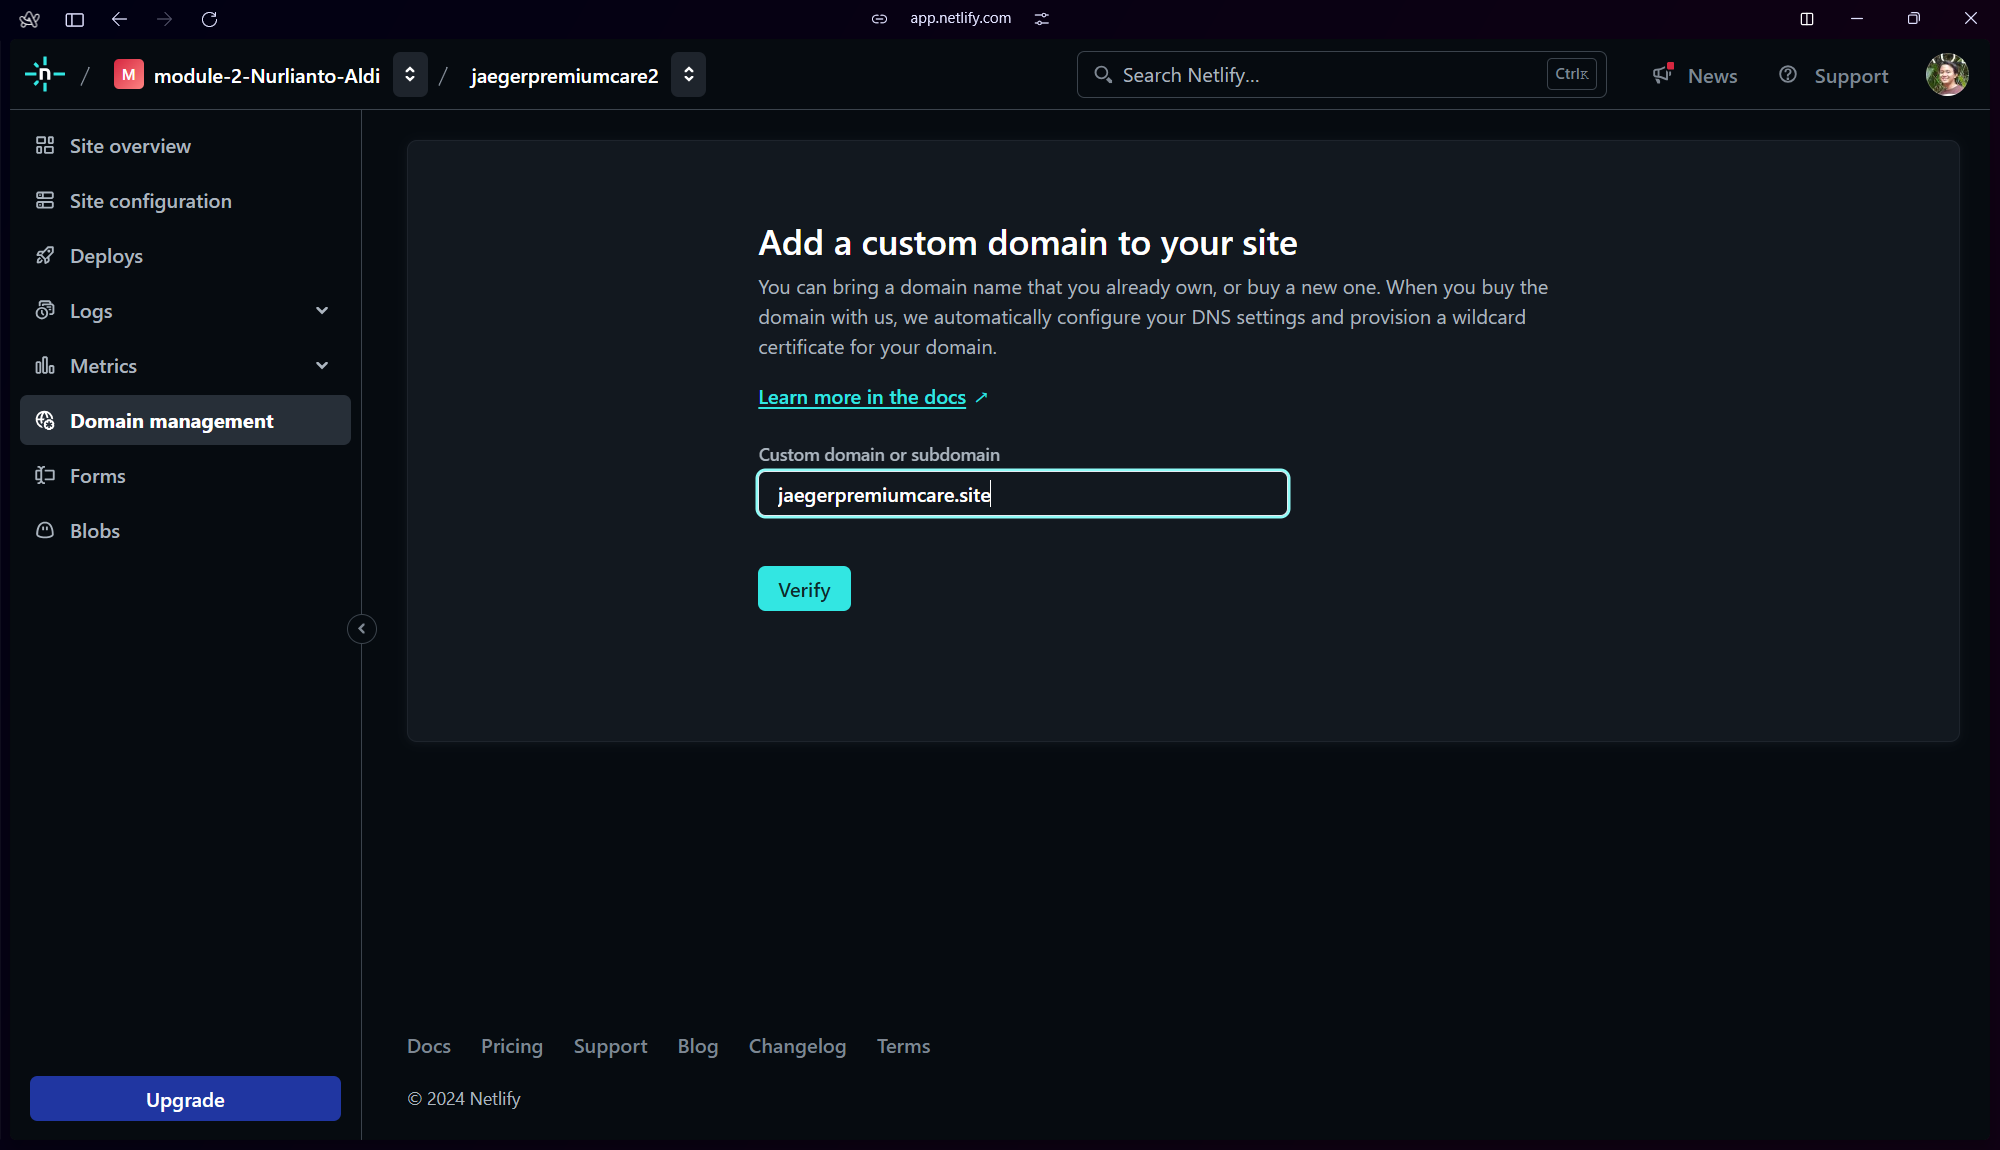 app.netlify.com
n / M module-2-Nurlianto-Aldi / jaegerpremiumcare2
Search Netlify...
Ctrl K
News
Support
Site overview
Site configuration
Deploys
Logs
Metrics
Domain management
Forms
Blobs
Upgrade
Add a custom domain to your site
You can bring a domain name that you already own, or buy a new one. When you buy the
domain with us, we automatically configure your DNS settings and provision a wildcard
certificate for your domain.
Learn more in the docs
Custom domain or subdomain
jaegerpremiumcare.site
Verify
Docs Pricing Support Blog Changelog Terms
© 2024 Netlify